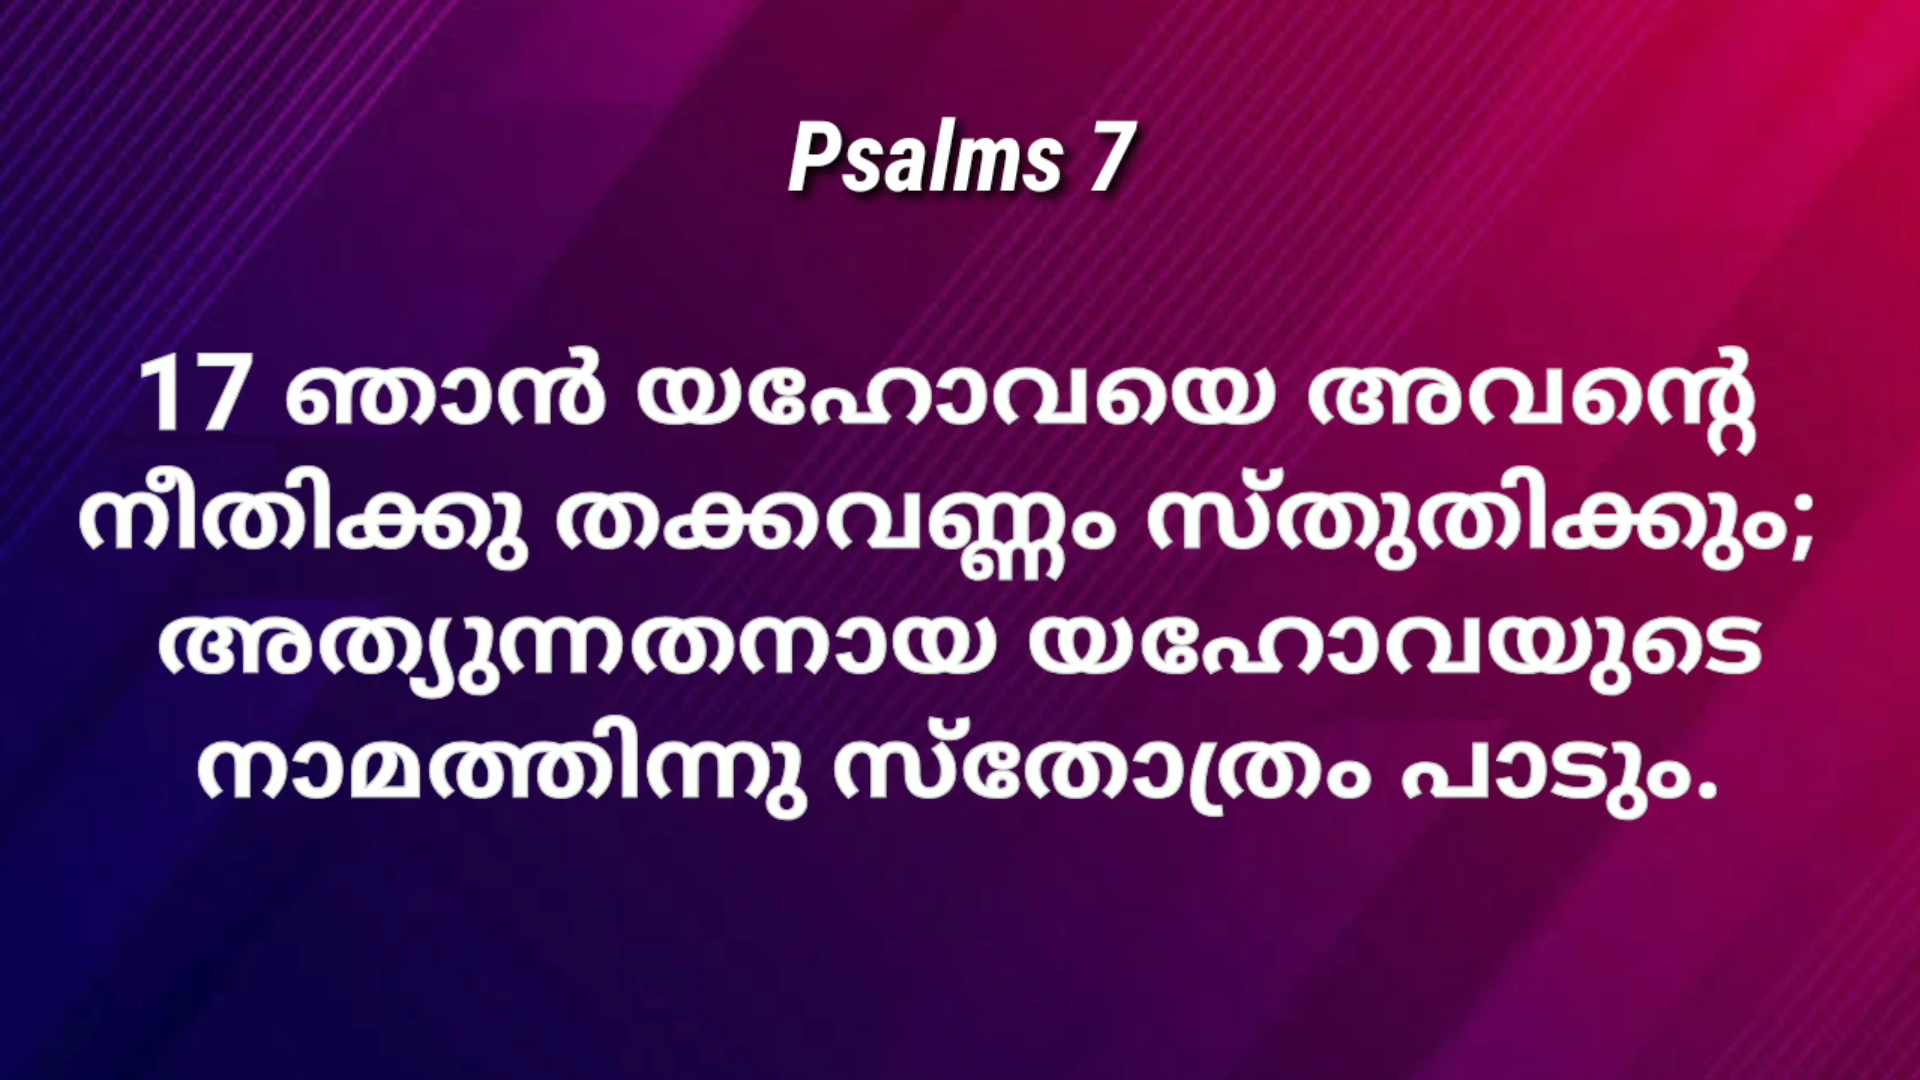 Psalms 7
17 ഞാൻ യഹോവയെ അവന്റെ
നീതിക്കു തക്കവണ്ണം സ്തുതിക്കും;
അത്യുന്നതനായ യഹോവയുടെ
നാമത്തിന്നു സ്തോത്രം പാടും.